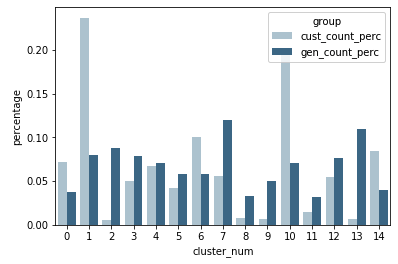 group
cust_count_perc
gen_count_perc
percentage
0.20
0.15
0.10
0.05
0.00
0 1 2 3 4 5 6 7 8 9 10 11 12 13 14
cluster_num